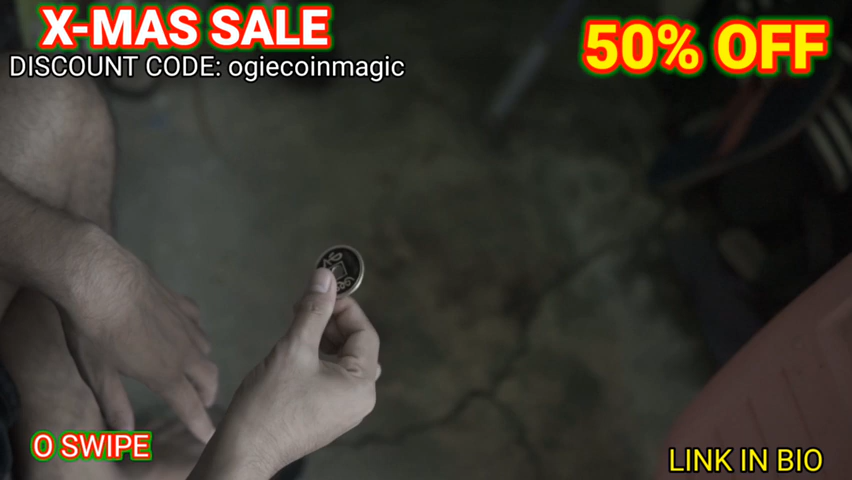 X-MAS SALE
50% OFF
DISCOUNT CODE: ogiecoinmagic
O SWIPE
LINK IN BIO